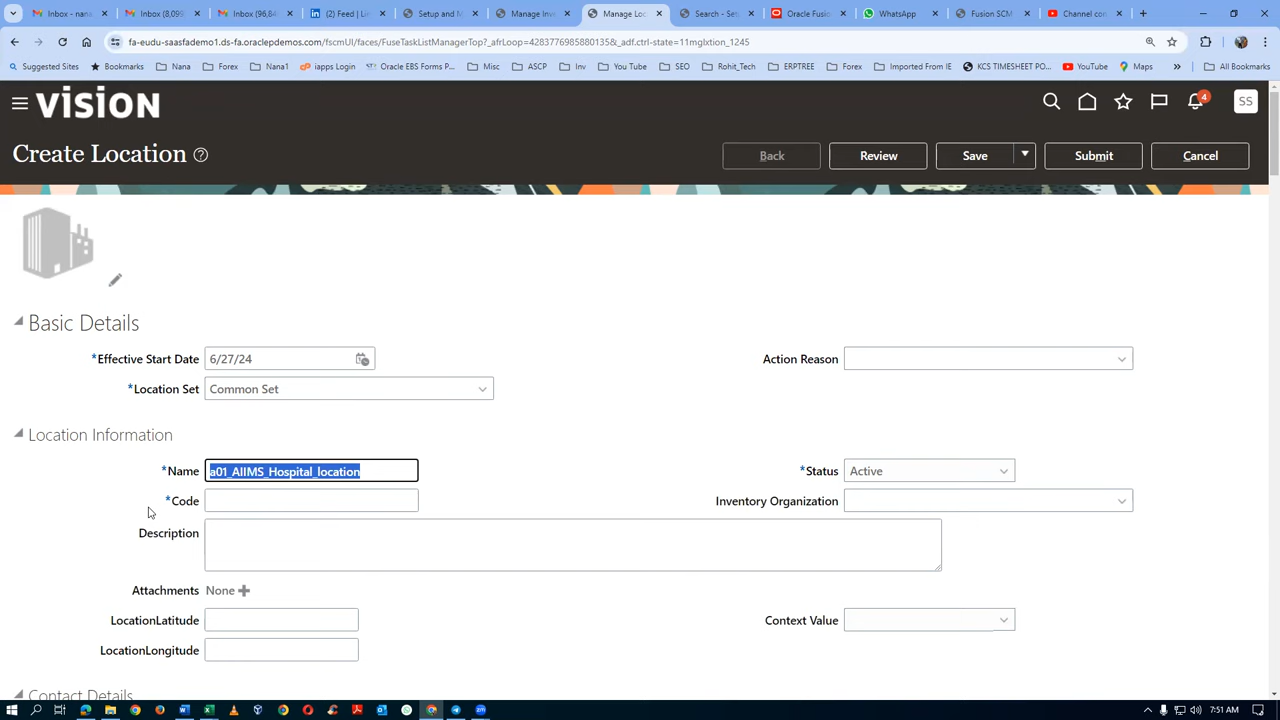 Inbox - nana
Inbox (8,099
Inbox (96,84
(2) Feed | Lin
Setup and M
Manage Inve
Manage Loc
Search - Set
Oracle Fusio
WhatsApp
Fusion SCM
Channel con
fa-eudu-saasfademo1.ds-fa.oraclepdemos.com/fscmUI/faces/FuseTaskListManagerTop?_afrLoop=4283776985880135&_adf.ctrl-state=11mglxtion_1245
Suggested Sites
Bookmarks
Nana
Forex
Nana1
iapps Login
Oracle EBS Forms P...
Misc
ASCP
Inv
You Tube
SEO
Rohit_Tech
ERPTREE
Forex
Imported From IE
KCS TIMESHEET PO...
YouTube
Maps
»
All Bookmarks
VISION
4
SS
Create Location
Back
Review
Save
Submit
Cancel
Basic Details
*Effective Start Date 6/27/24
Action Reason
*Location Set Common Set
Location Information
*Name a01_AIIMS_Hospital_location
*Status Active
*Code
Inventory Organization
Description
Attachments None
LocationLatitude
Context Value
LocationLongitude
Contact Details
7:51 AM